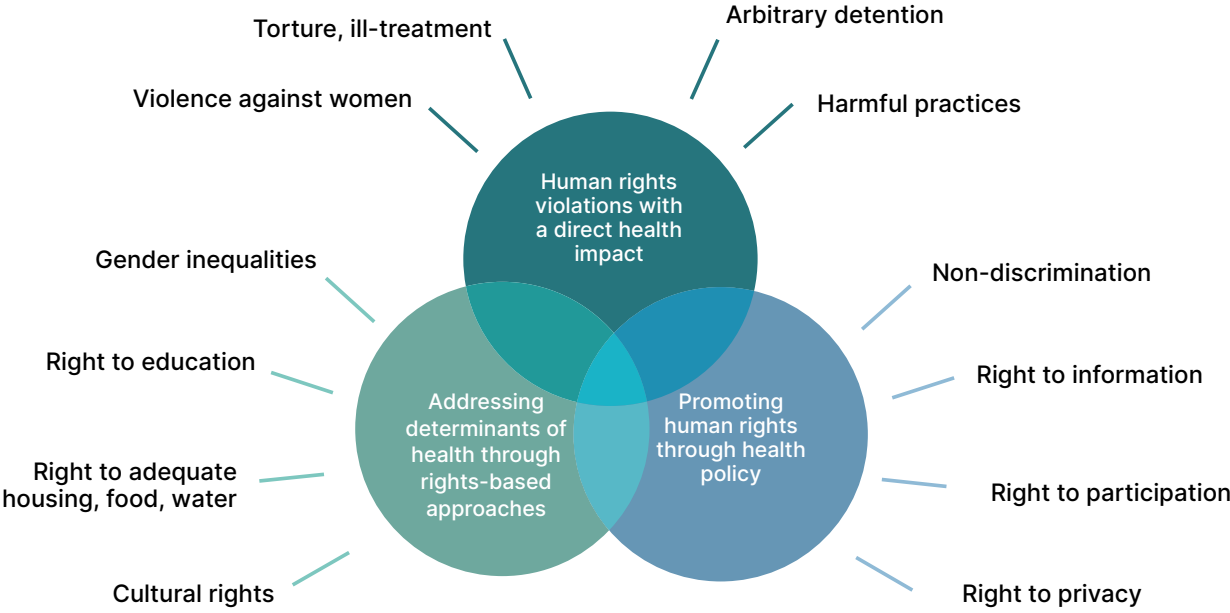 Arbitrary detention
Torture, ill-treatment
Violence against women
Harmful practices
Human rights
violations with
a direct health
impact
Gender inequalities
Non-discrimination
Right to education
Right to information
Addressing
determinants of
health through
rights-based
approaches
Promoting
human rights
through health
policy
Right to adequate
housing, food, water
Right to participation
Cultural rights
Right to privacy